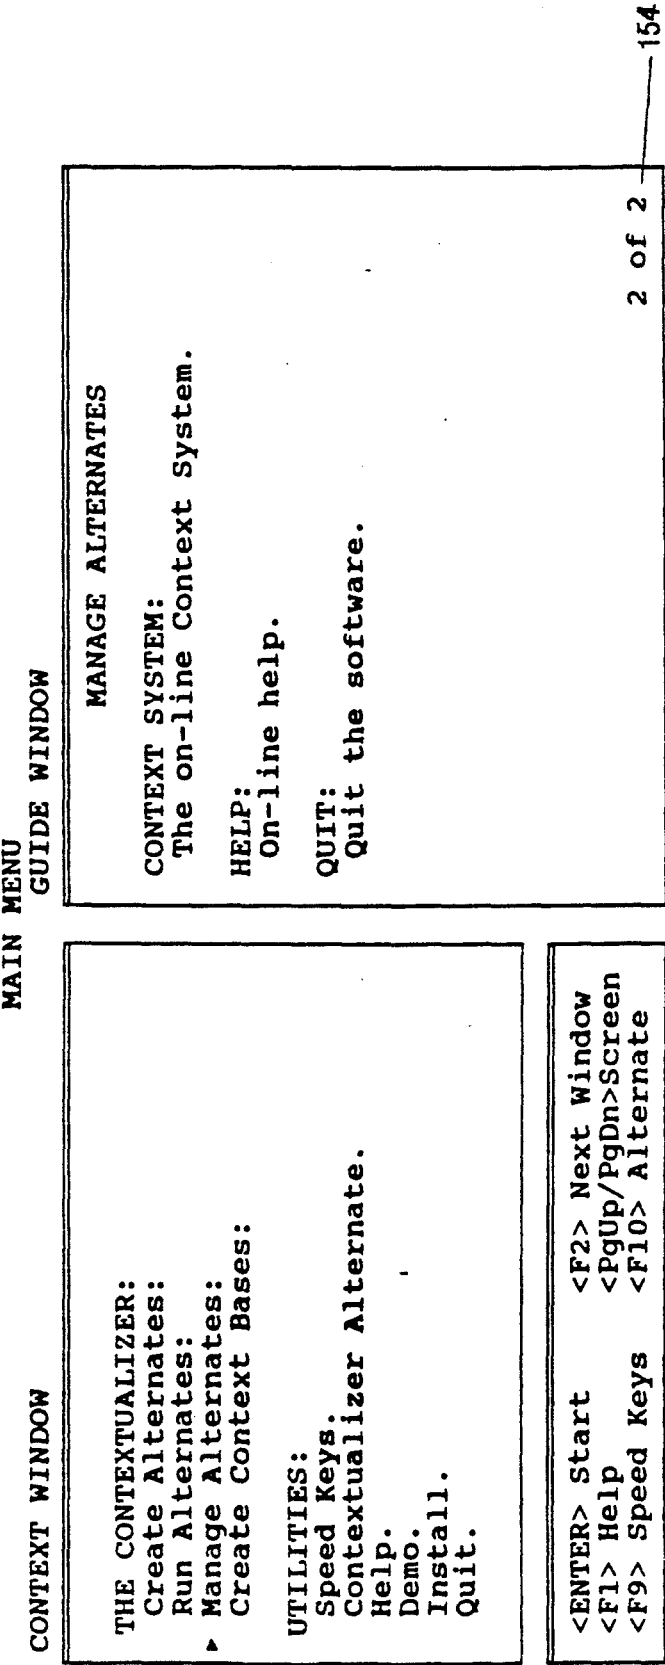 MAIN MENU
CONTEXT WINDOW
GUIDE WINDOW
THE CONTEXTUALIZER:
Create Alternates:
Run Alternates:
► Manage Alternates:
Create Context Bases:
UTILITIES:
Speed Keys.
Contextualizer Alternate.
Help.
Demo.
Install.
Quit.
<ENTER> Start <F2> Next Window
<F1> Help <PgUp/PgDn>Screen
<F9> Speed Keys <F10> Alternate
MANAGE ALTERNATES
CONTEXT SYSTEM:
The on-line Context System.
HELP:
On-line help.
QUIT:
Quit the software.
2 of 2
154